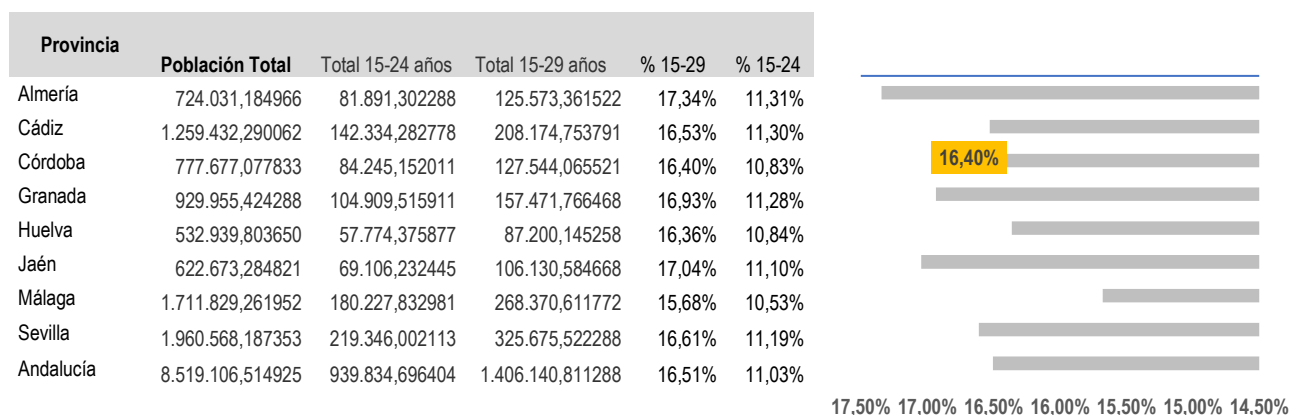 Provincia
Población Total Total 15-24 años Total 15-29 años % 15-29 % 15-24
Almería 724.031,184966 81.891,302288 125.573,361522 17,34% 11,31%
Cádiz 1.259.432,290062 142.334,282778 208.174,753791 16,53% 11,30%
Córdoba 777.677,077833 84.245,152011 127.544,065521 16,40% 10,83% 16,40%
Granada 929.955,424288 104.909,515911 157.471,766468 16,93% 11,28%
Huelva 532.939,803650 57.774,375877 87.200,145258 16,36% 10,84%
Jaén 622.673,284821 69.106,232445 106.130,584668 17,04% 11,10%
Málaga 1.711.829,261952 180.227,832981 268.370,611772 15,68% 10,53%
Sevilla 1.960.568,187353 219.346,002113 325.675,522288 16,61% 11,19%
Andalucía 8.519.106,514925 939.834,696404 1.406.140,811288 16,51% 11,03%
17,50% 17,00% 16,50% 16,00% 15,50% 15,00% 14,50%